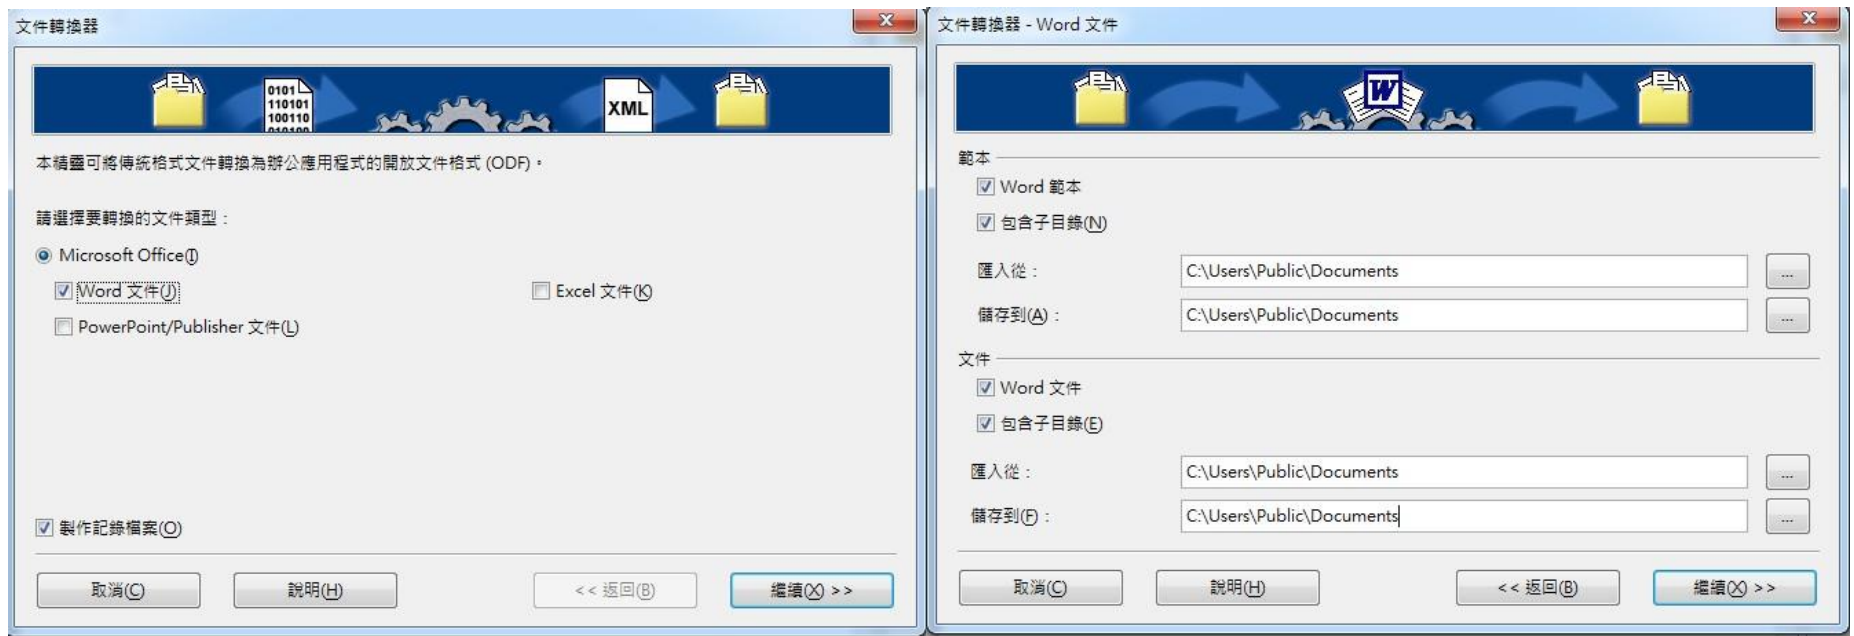 文件轉換器
0101
110101
100110
010100
XML
本精靈可將傳統格式文件轉換為辦公應用程式的開放文件格式 (ODF)。
請選擇要轉換的文件類型：
Microsoft Office(I)
Word 文件(J)
Excel 文件(K)
PowerPoint/Publisher 文件(L)
製作記錄檔案(O)
取消(C)
說明(H)
<< 返回(B)
繼續(X) >>
文件轉換器 - Word 文件
W
範本
Word 範本
包含子目錄(N)
匯入從：
C:\Users\Public\Documents
...
儲存到(A)：
C:\Users\Public\Documents
...
文件
Word 文件
包含子目錄(E)
匯入從：
C:\Users\Public\Documents
...
儲存到(F)：
C:\Users\Public\Documents
...
取消(C)
說明(H)
<< 返回(B)
繼續(X) >>